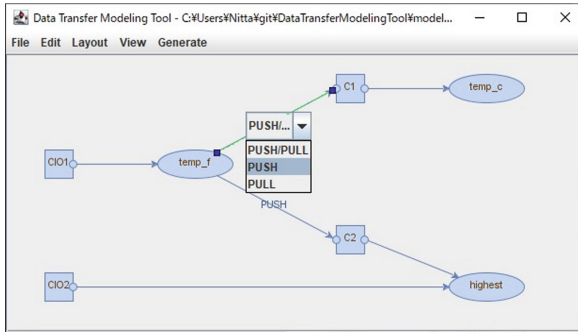 Data Transfer Modeling Tool - C:¥Users¥Nitta¥git¥DataTransferModelingTool¥model...
File Edit Layout View Generate
C1
temp_c
PUSH/...
PUSH/PULL
PUSH
PULL
CIO1
temp_f
PUSH
C2
CIO2
highest